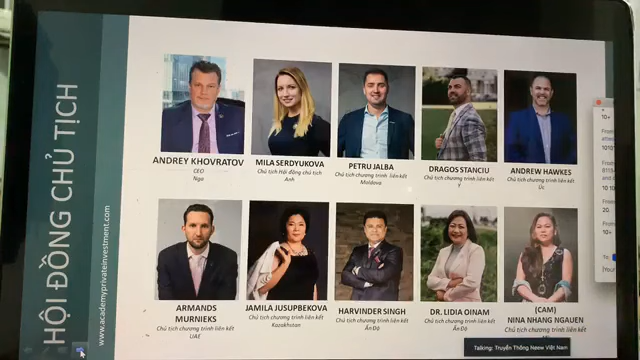 HỘI ĐỒNG CHỦ TỊCH
www.academyprivateinvestment.com
ANDREY KHOVRATOV
CEO
Nga
MILA SERDYUKOVA
Chủ tịch Hội đồng chủ tịch
Anh
PETRU JALBA
Chủ tịch chương trình liên kết
Moldova
DRAGOS STANCIU
Chủ tịch chương trình liên kết
Ý
ANDREW HAWKES
Chủ tịch chương trình liên kết
Úc
ARMANDS
MURNIEKS
Chủ tịch chương trình liên kết
UAE
JAMILA JUSUPBEKOVA
Chủ tịch chương trình liên kết
Kazakhstan
HARVINDER SINGH
Chủ tịch chương trình liên kết
Ấn Độ
DR. LIDIA OINAM
Chủ tịch chương trình liên kết
Ấn Độ
(CAM)
NINA NHANG NGAUEN
Chủ tịch chương trình liên kết
Talking: Truyền Thông Nøøw Việt Nam
10+
10+
20,
10+